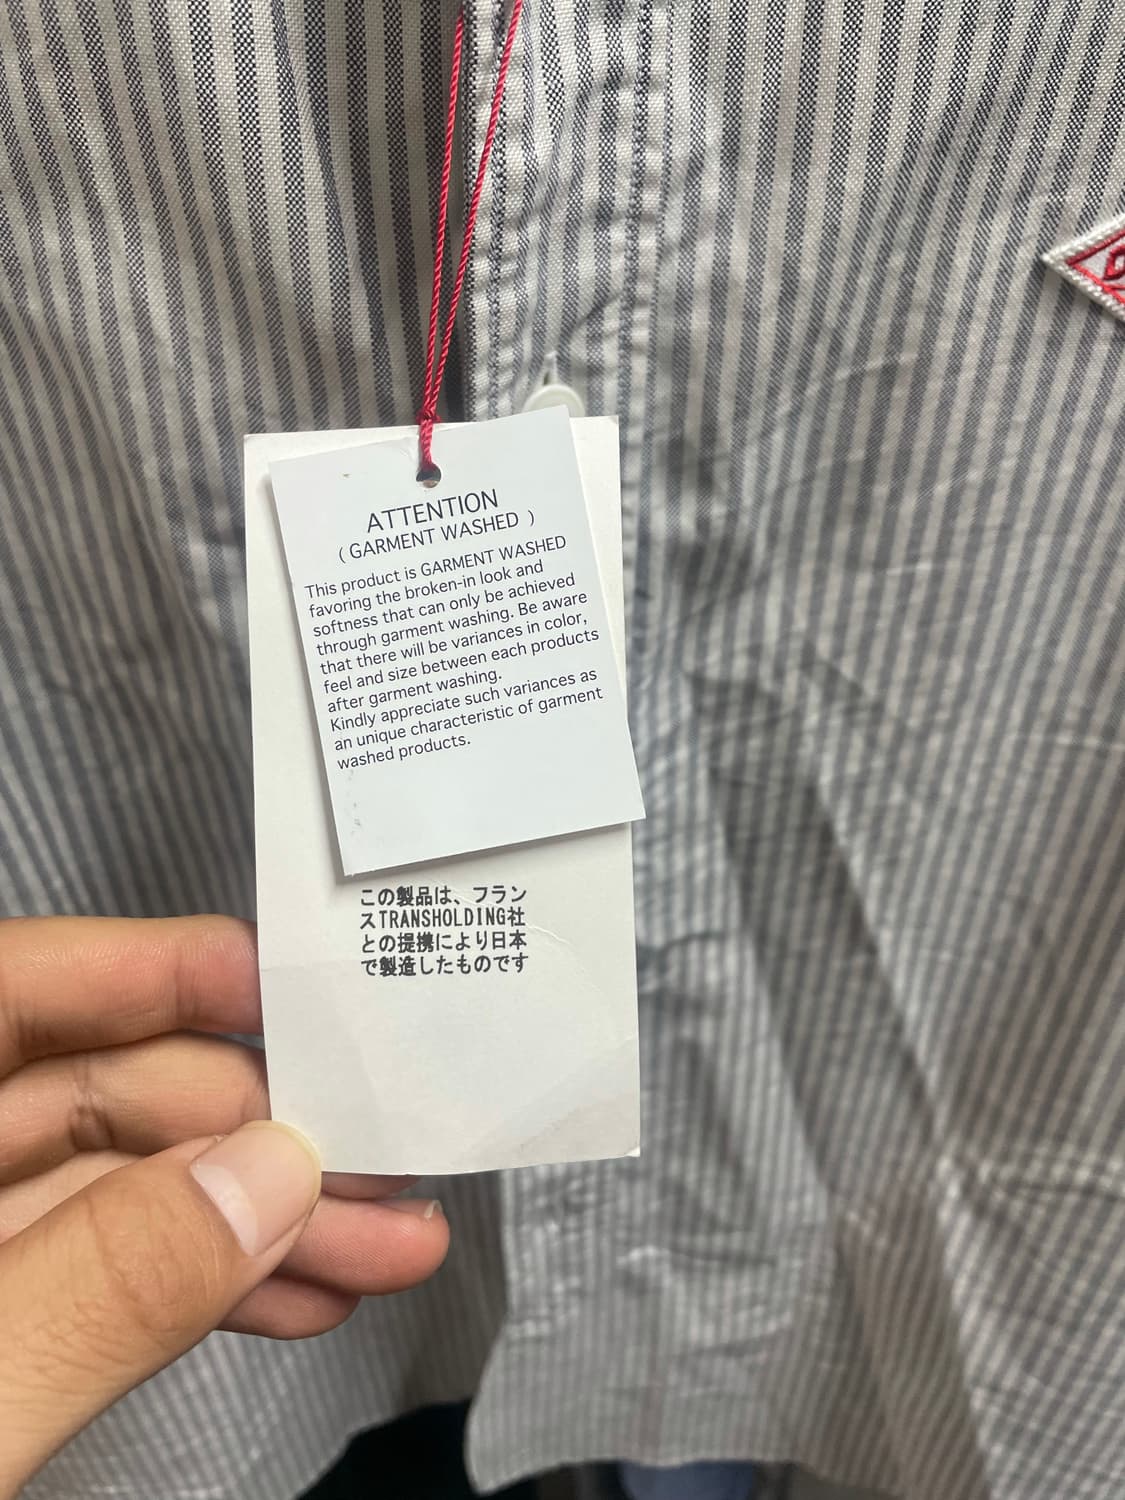 ATTENTION
( GARMENT WASHED )
This product is GARMENT WASHED
favoring the broken-in look and
softness that can only be achieved
through garment washing. Be aware
that there will be variances in color,
feel and size between each products
after garment washing.
Kindly appreciate such variances as
an unique characteristic of garment
washed products.
この製品は、フラン
スTRANSHOLDING社
との提携により日本
で製造したものです